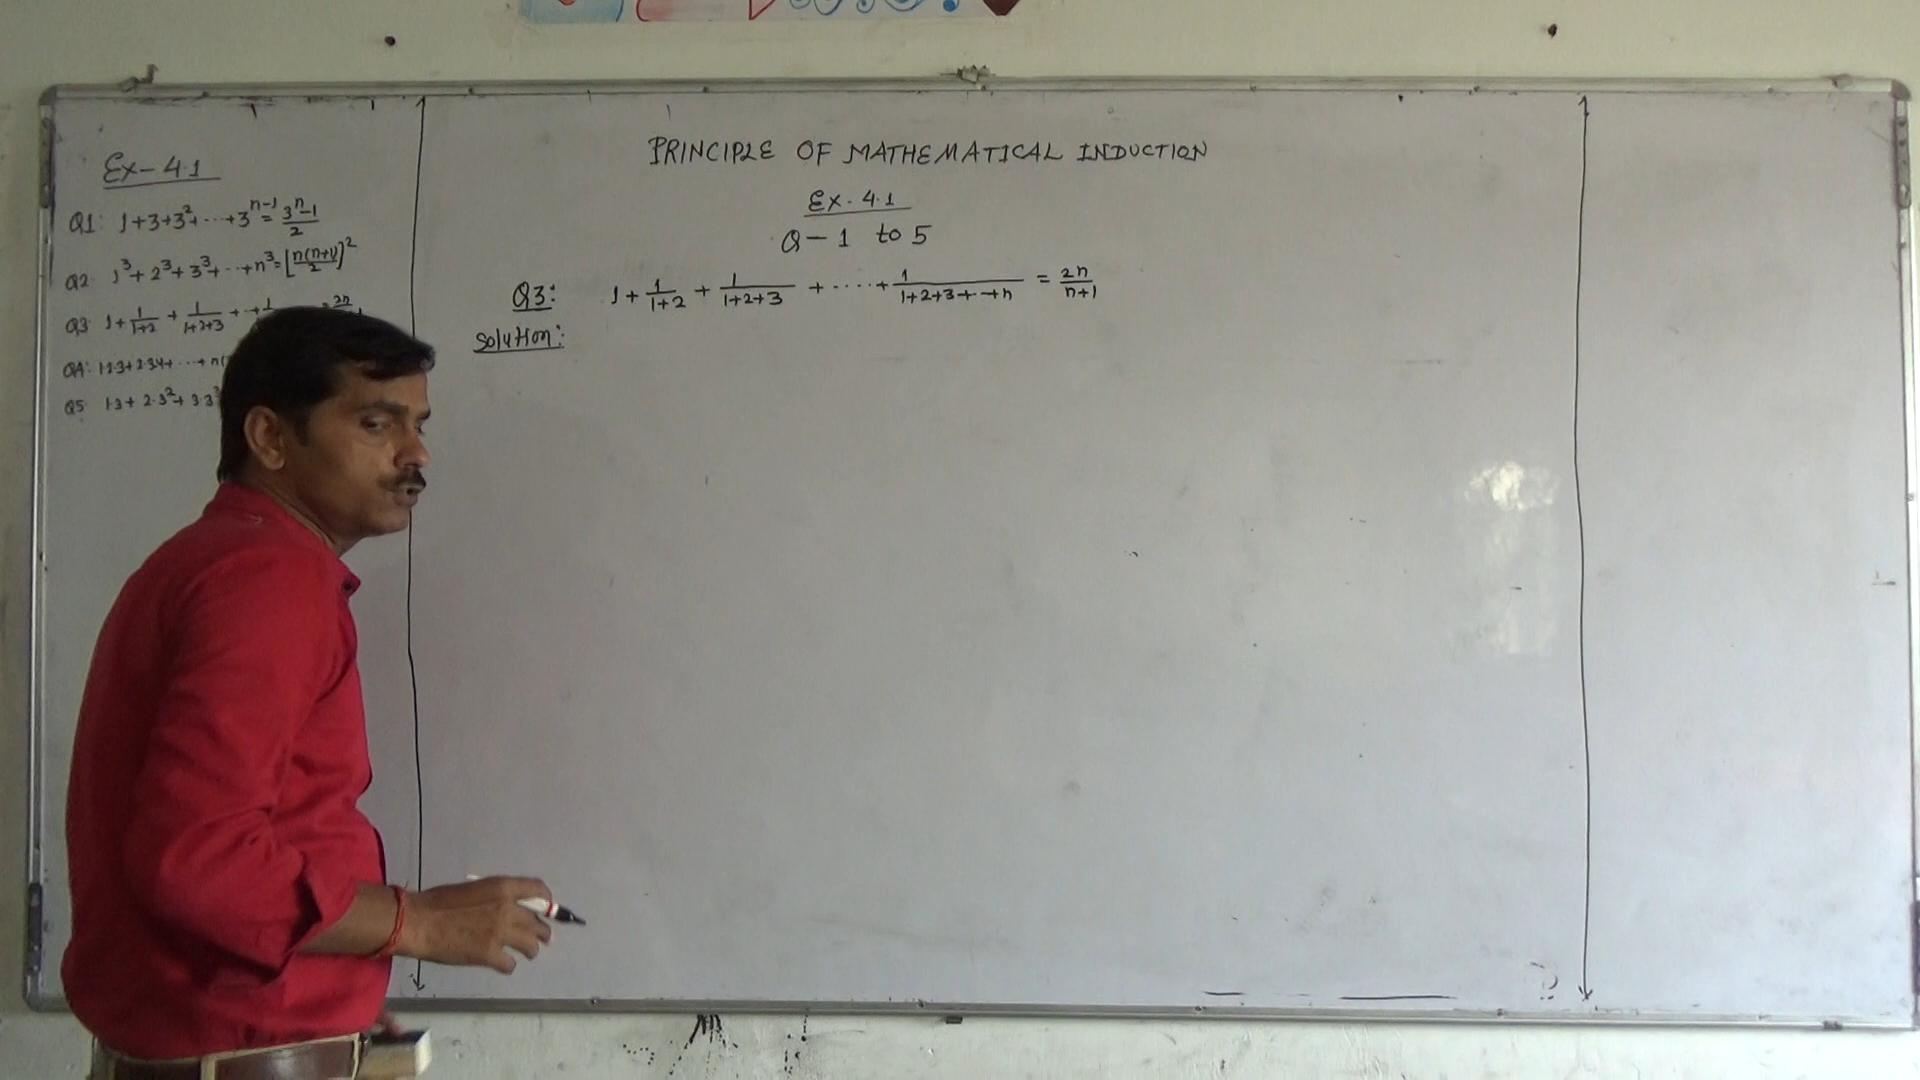 Ex-4.1
Q1: 1+3+3²+...+3ⁿ⁻¹ = (3ⁿ-1)/2
Q2: 1³+2³+3³+...+n³ = [n(n+1)/2]²
Q3: 1+1/(1+2)+1/(1+2+3)+...+
Q4: 1.2.3+2.3.4+...+n(
Q5: 1.3+2.3²+3.3³
PRINCIPLE OF MATHEMATICAL INDUCTION
Ex-4.1
Q-1 to 5
Q3: 1+1/(1+2)+1/(1+2+3)+....+1/(1+2+3+...+n) = 2n/(n+1)
Solution: